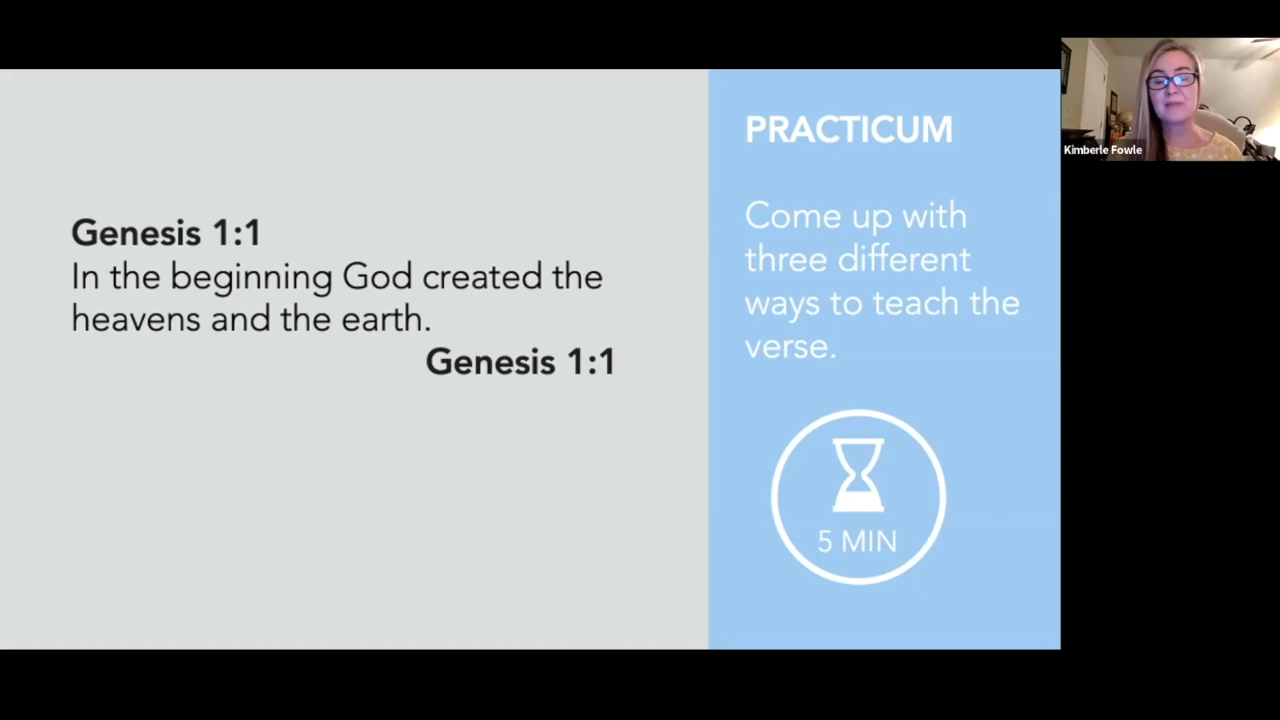 Genesis 1:1
In the beginning God created the
heavens and the earth.
Genesis 1:1
PRACTICUM
Come up with
three different
ways to teach the
verse.
5 MIN
Kimberle Fowle